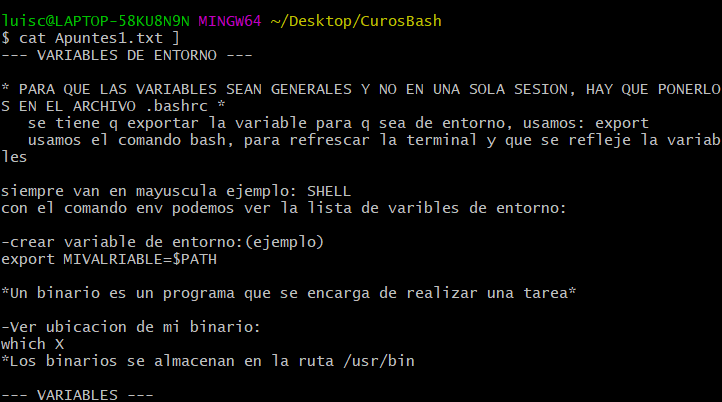 luisc@LAPTOP-58KU8N9N MINGW64 ~/Desktop/CurosBash
$ cat Apuntes1.txt ]
--- VARIABLES DE ENTORNO ---
* PARA QUE LAS VARIABLES SEAN GENERALES Y NO EN UNA SOLA SESION, HAY QUE PONERLO
S EN EL ARCHIVO .bashrc *
se tiene q exportar la variable para q sea de entorno, usamos: export
usamos el comando bash, para refrescar la terminal y que se refleje la variab
les
siempre van en mayuscula ejemplo: SHELL
con el comando env podemos ver la lista de varibles de entorno:
-crear variable de entorno:(ejemplo)
export MIVALRIABLE=$PATH
*Un binario es un programa que se encarga de realizar una tarea*
-Ver ubicacion de mi binario:
which X
*Los binarios se almacenan en la ruta /usr/bin
--- VARIABLES ---